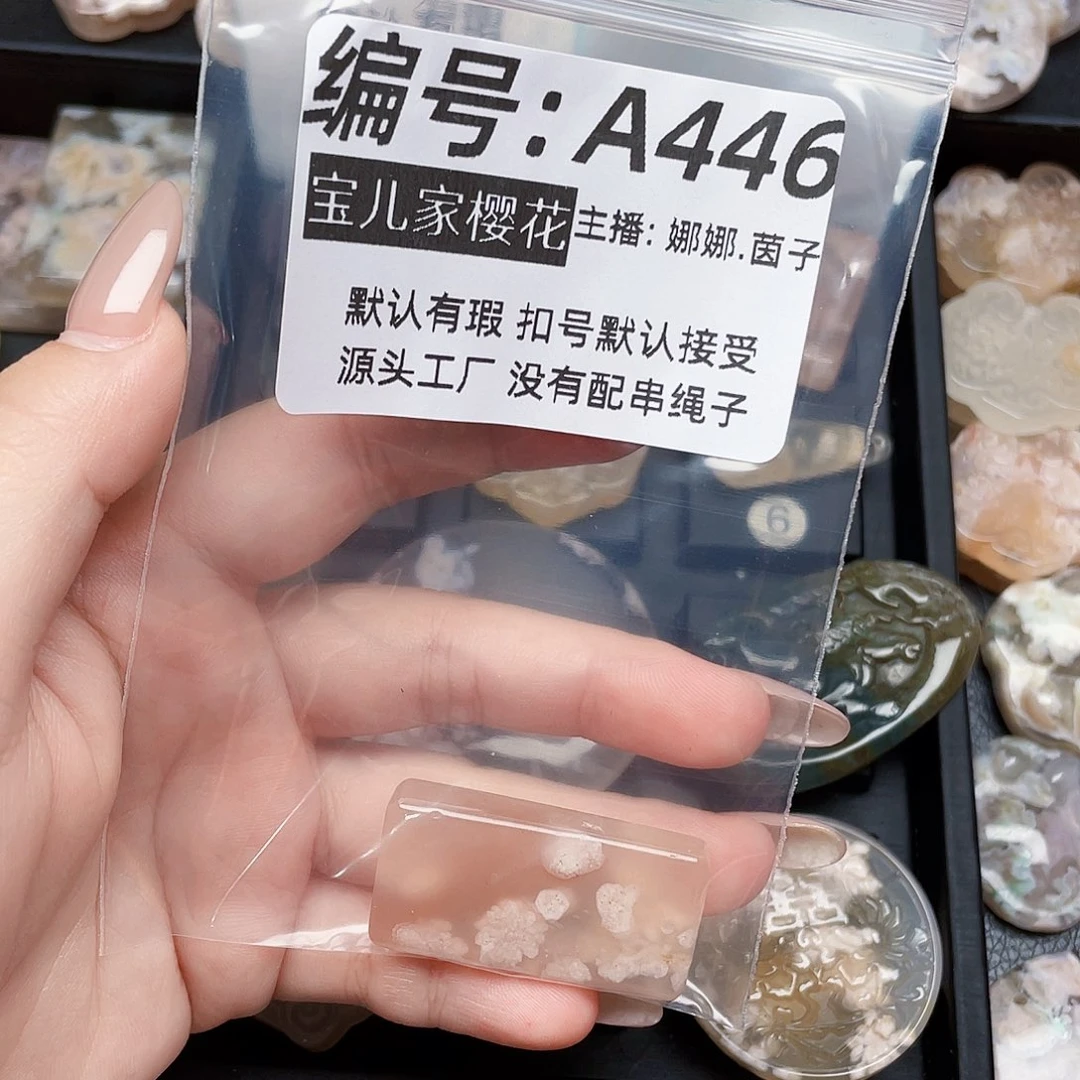 编号：A446
宝儿家樱花 主播：娜娜.茵子
默认有瑕 扣号默认接受
源头工厂 没有配串绳子
6